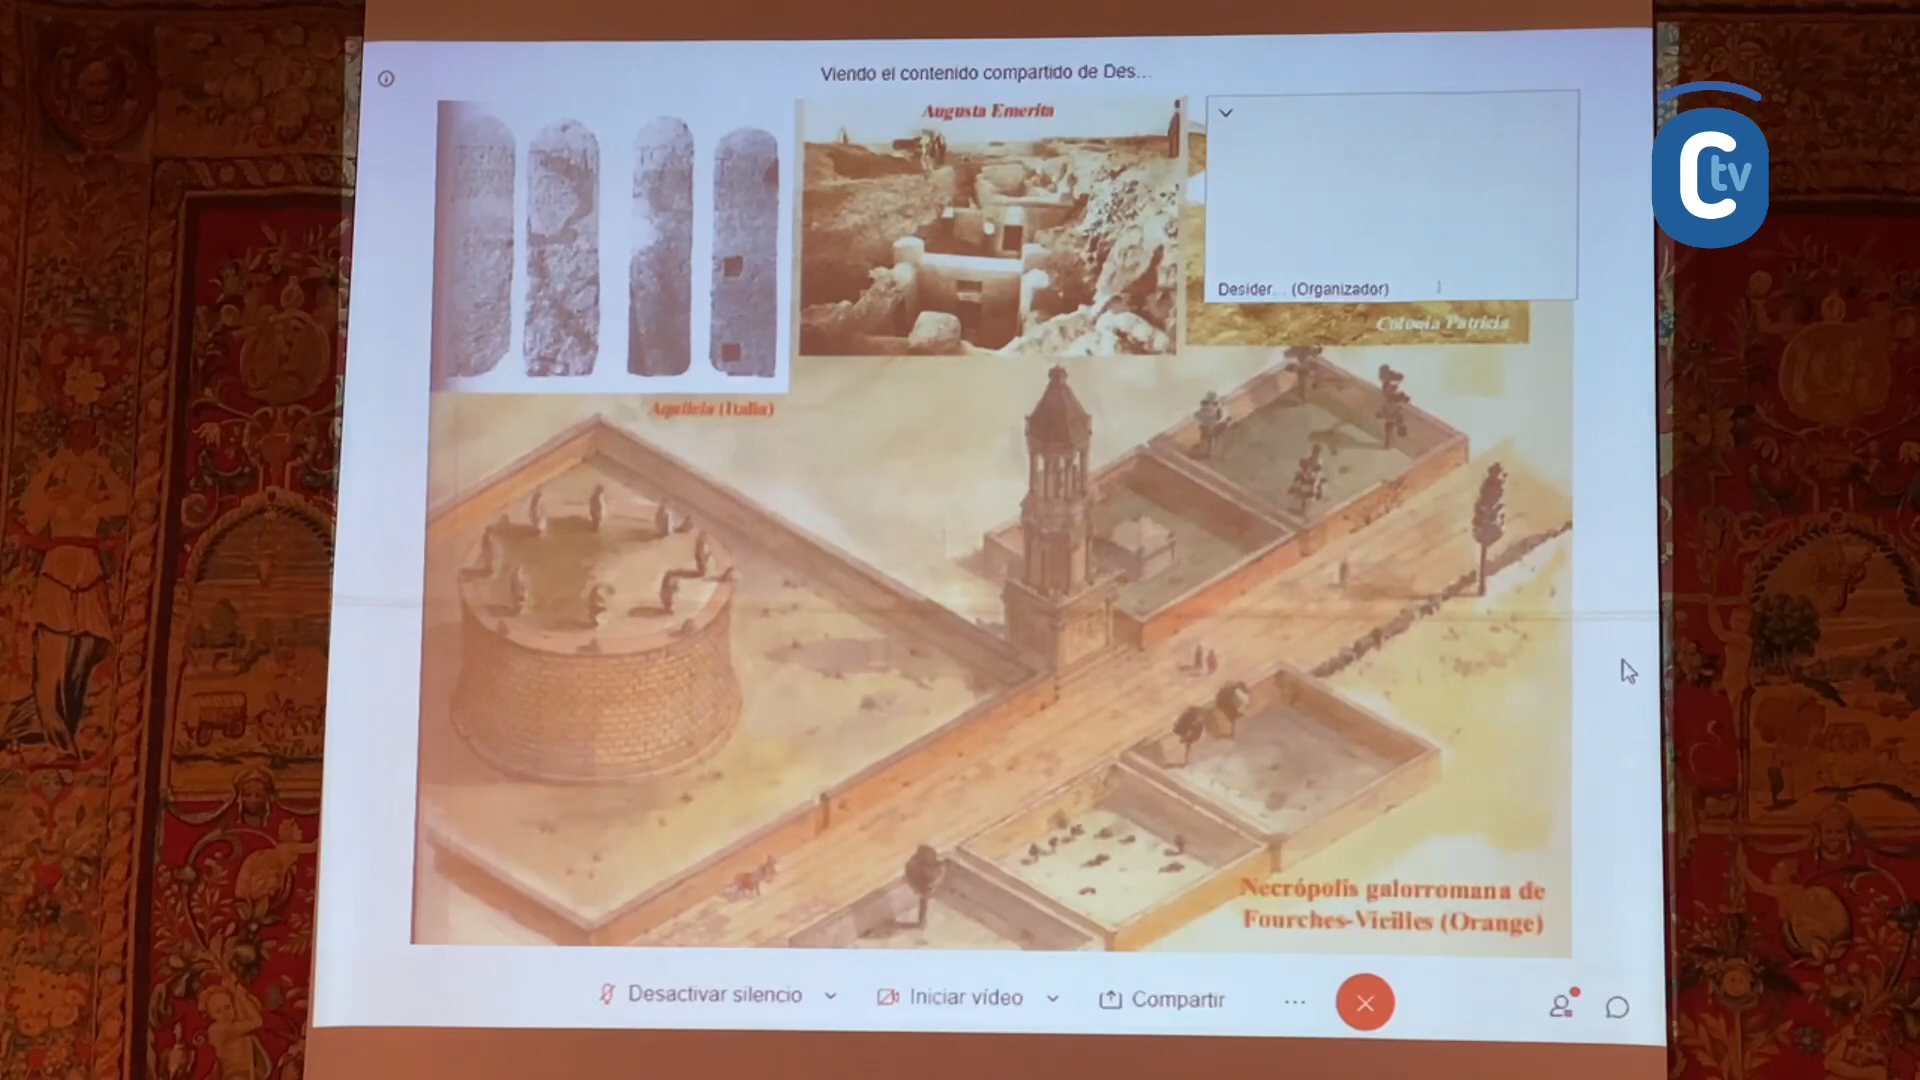 Viendo el contenido compartido de Des...
Augusta Emerita
Desider... (Organizador)
Colonia Patricia
Aquileia (Italia)
Necrópolis galorromana de
Fourches-Vieilles (Orange)
Desactivar silencio
Iniciar vídeo
Compartir
C tv